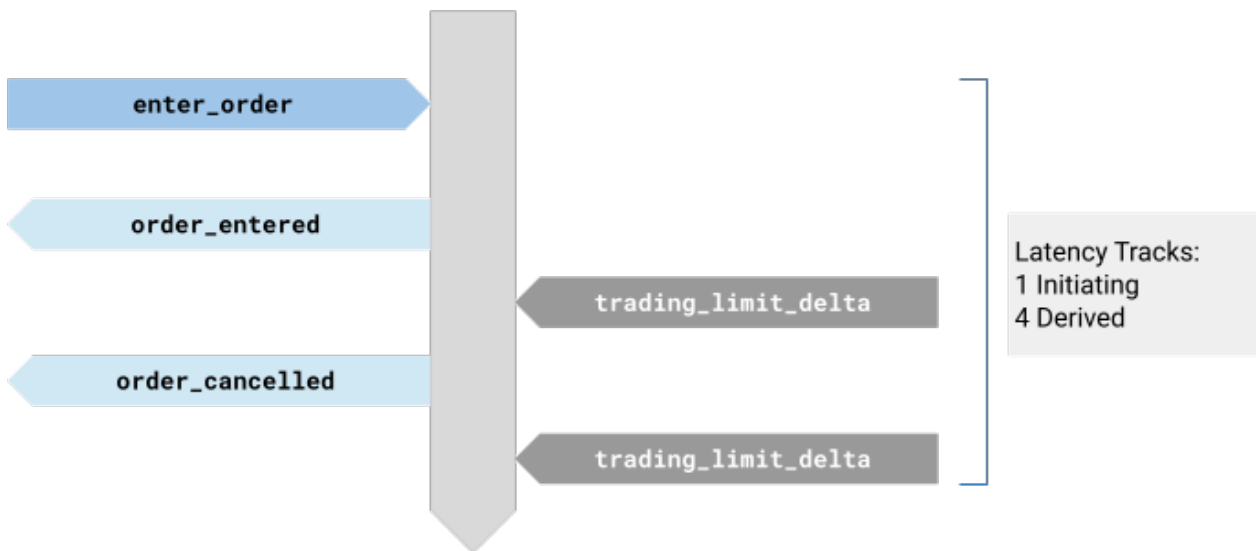 enter_order
order_entered
trading_limit_delta
order_cancelled
trading_limit_delta
Latency Tracks:
1 Initiating
4 Derived